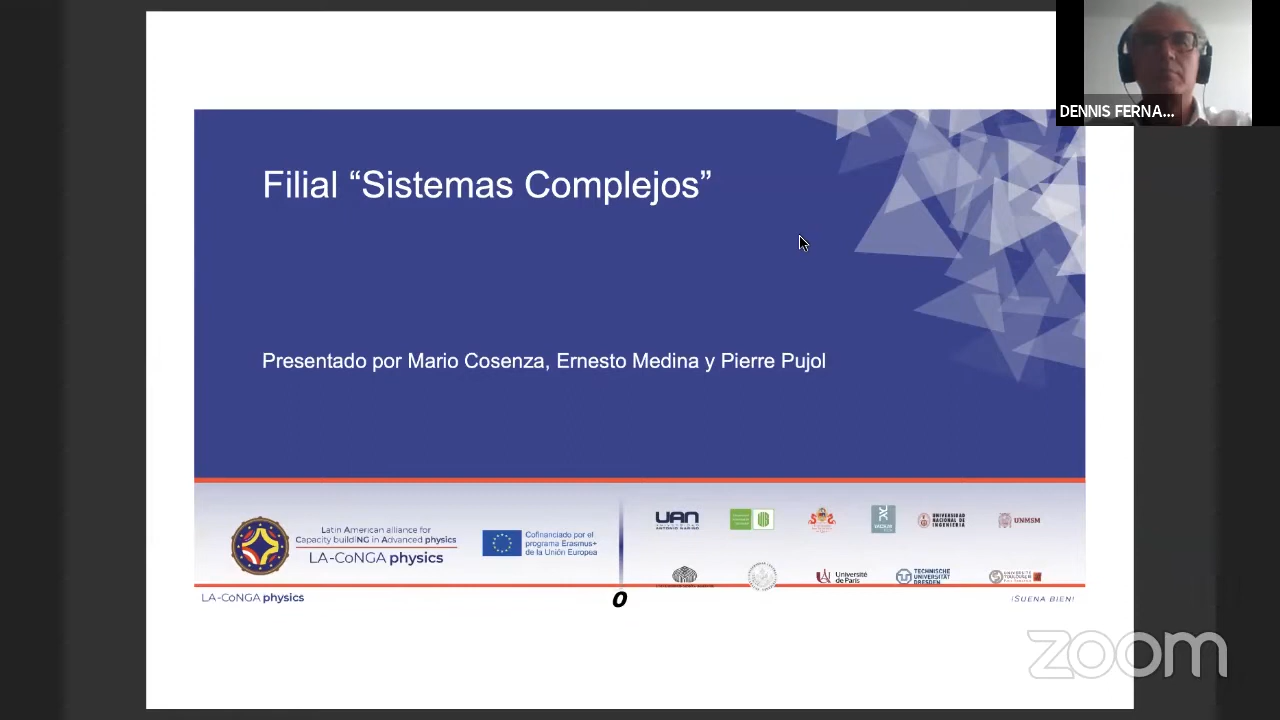 DENNIS FERNA...
Filial “Sistemas Complejos”
Presentado por Mario Cosenza, Ernesto Medina y Pierre Pujol
Latin American alliance for
Capacity buildiNG in Advanced physics
LA-CoNGA physics
Cofinanciado por el
programa Erasmus+
de la Unión Europea
UAN
UNIVERSIDAD
NACIONAL DE
INGENIERÍA
UNMSM
Université
de Paris
TECHNISCHE
UNIVERSITÄT
DRESDEN
LA-CoNGA physics
0
¡SUENA BIEN!
zoom